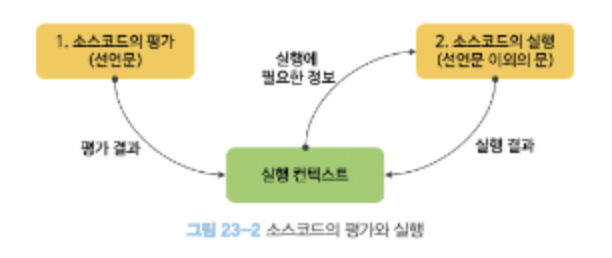 1. 소스코드의 평가
(선언문)
실행에
필요한 정보
2. 소스코드의 실행
(선언문 이외의 문)
평가 결과
실행 결과
실행 컨텍스트
그림 23-2 소스코드의 평가와 실행